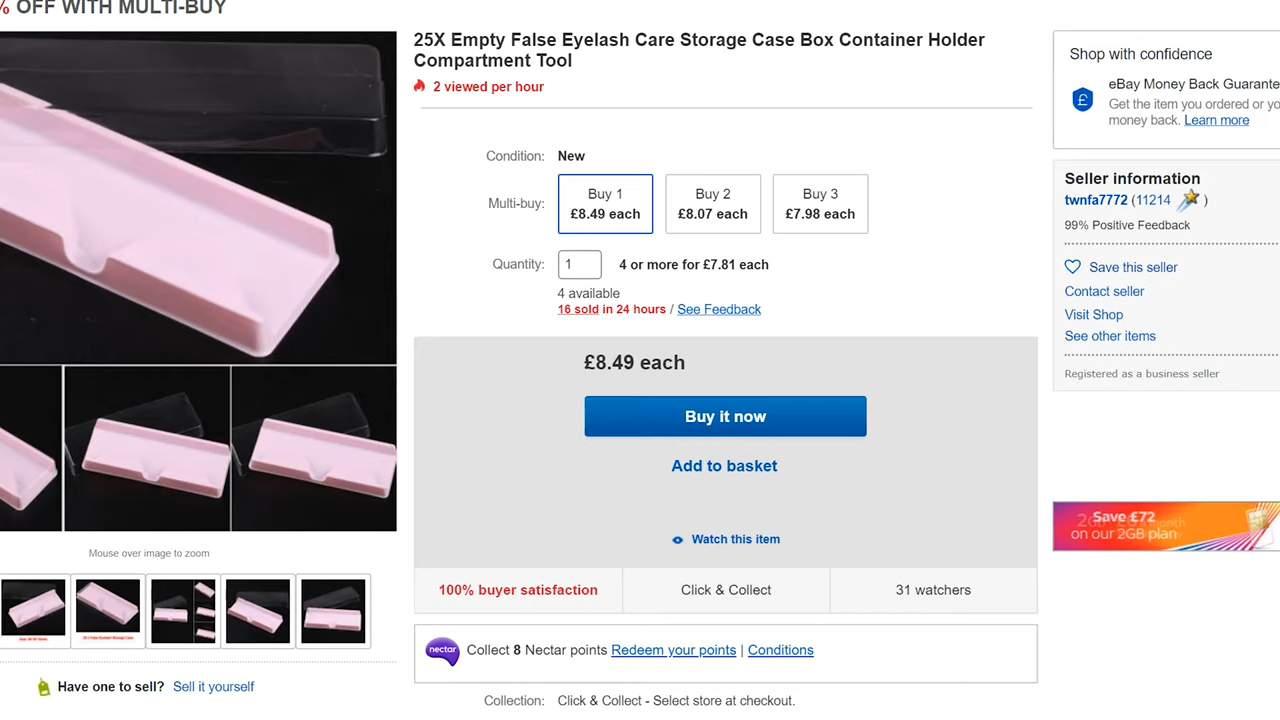 % OFF WITH MULTI-BUY
25X Empty False Eyelash Care Storage Case Box Container Holder
Compartment Tool
2 viewed per hour
Condition: New
Multi-buy:
Buy 1
£8.49 each
Buy 2
£8.07 each
Buy 3
£7.98 each
Quantity: 1 4 or more for £7.81 each
4 available
16 sold in 24 hours / See Feedback
£8.49 each
Buy it now
Add to basket
Watch this item
100% buyer satisfaction
Click & Collect
31 watchers
nectar Collect 8 Nectar points Redeem your points | Conditions
Collection: Click & Collect - Select store at checkout.
Mouse over image to zoom
Have one to sell? Sell it yourself
Shop with confidence
£
eBay Money Back Guarante
Get the item you ordered or yo
money back. Learn more
Seller information
twnfa7772 (11214 )
99% Positive Feedback
Save this seller
Contact seller
Visit Shop
See other items
Registered as a business seller
Save £72
on our 2GB plan